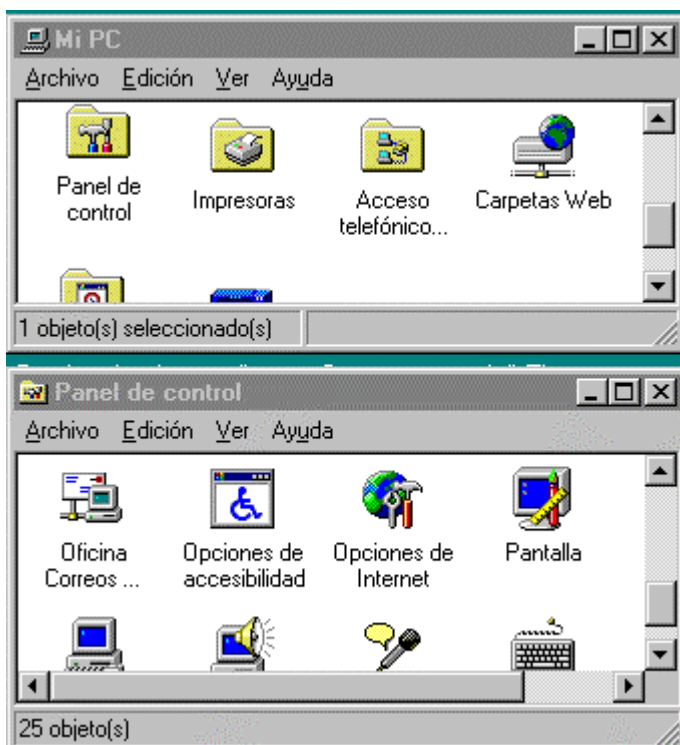 Mi PC
Archivo Edición Ver Ayuda
Panel de control
Impresoras
Acceso telefónico...
Carpetas Web
1 objeto(s) seleccionado(s)
Panel de control
Archivo Edición Ver Ayuda
Oficina Correos ...
Opciones de accesibilidad
Opciones de Internet
Pantalla
25 objeto(s)